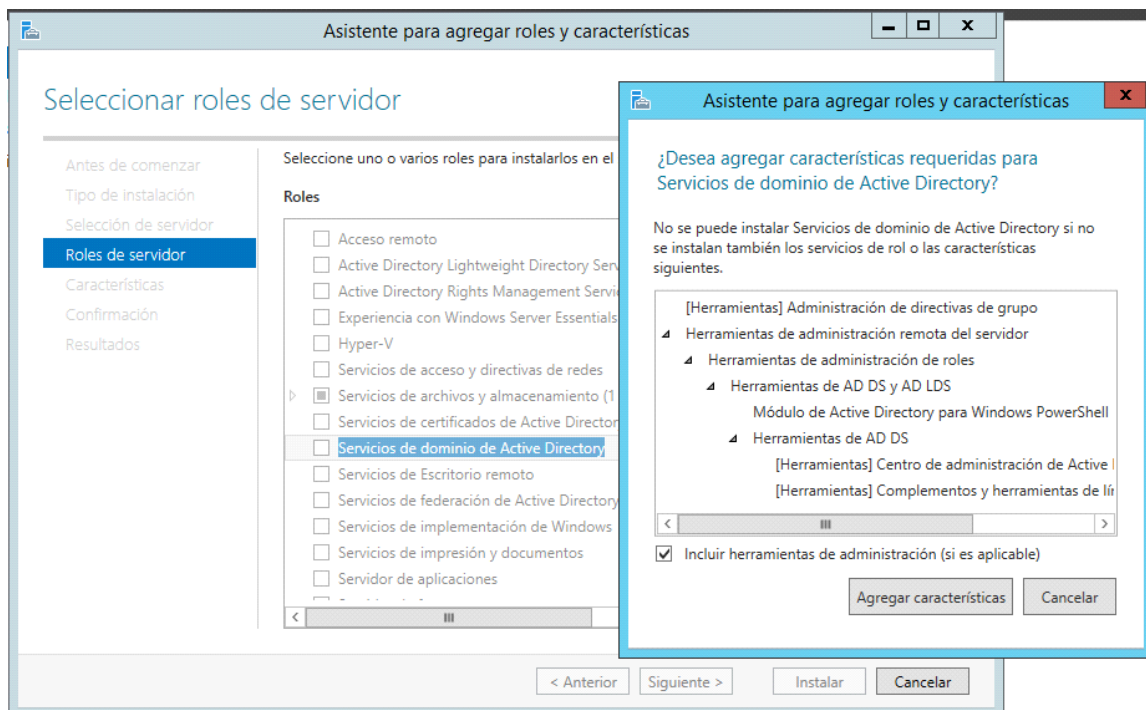 Asistente para agregar roles y características
Seleccionar roles de servidor
Antes de comenzar
Tipo de instalación
Selección de servidor
Roles de servidor
Características
Confirmación
Resultados
Seleccione uno o varios roles para instalarlos en el
Roles
Acceso remoto
Active Directory Lightweight Directory Serv
Active Directory Rights Management Servic
Experiencia con Windows Server Essentials
Hyper-V
Servicios de acceso y directivas de redes
Servicios de archivos y almacenamiento (1
Servicios de certificados de Active Director
Servicios de dominio de Active Directory
Servicios de Escritorio remoto
Servicios de federación de Active Directory
Servicios de implementación de Windows
Servicios de impresión y documentos
Servidor de aplicaciones
< Anterior
Siguiente >
Instalar
Cancelar
Asistente para agregar roles y características
¿Desea agregar características requeridas para
Servicios de dominio de Active Directory?
No se puede instalar Servicios de dominio de Active Directory si no
se instalan también los servicios de rol o las características
siguientes.
[Herramientas] Administración de directivas de grupo
Herramientas de administración remota del servidor
Herramientas de administración de roles
Herramientas de AD DS y AD LDS
Módulo de Active Directory para Windows PowerShell
Herramientas de AD DS
[Herramientas] Centro de administración de Active
[Herramientas] Complementos y herramientas de
Incluir herramientas de administración (si es aplicable)
Agregar características
Cancelar